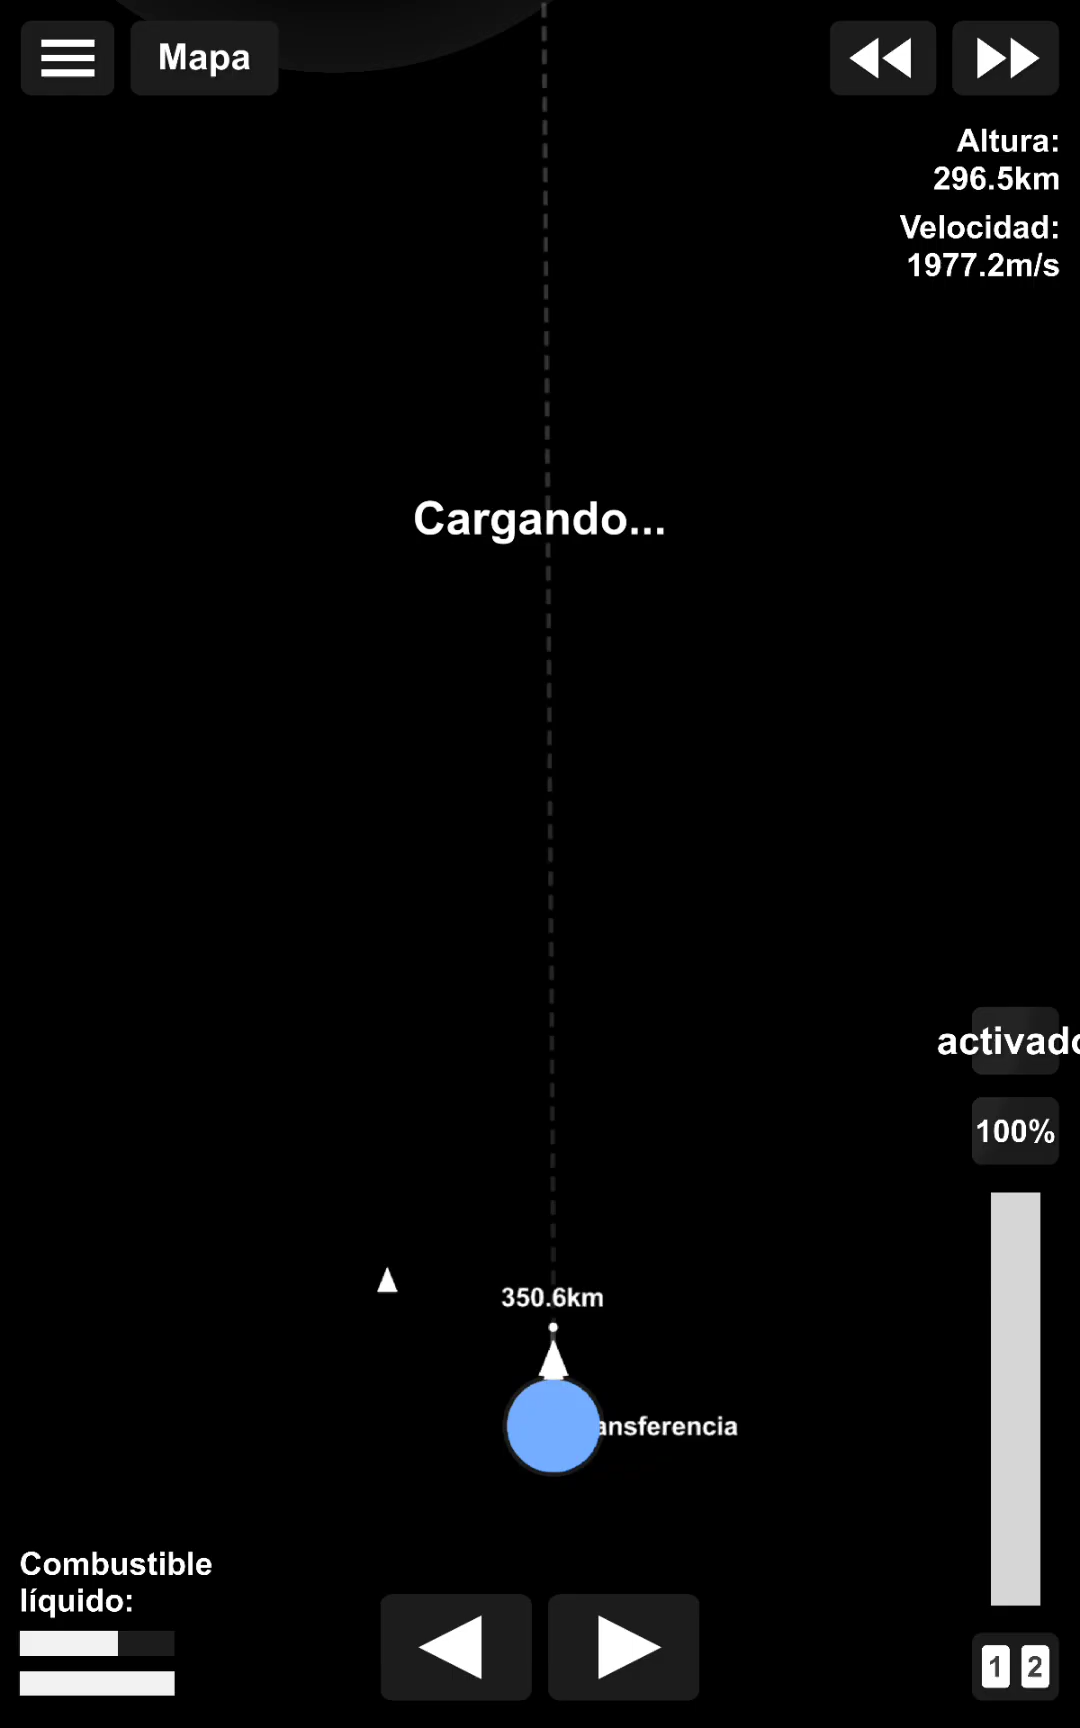 Mapa
Altura:
296.5km
Velocidad:
1977.2m/s
Cargando...
activado
100%
350.6km
ansferencia
Combustible
líquido:
1 2